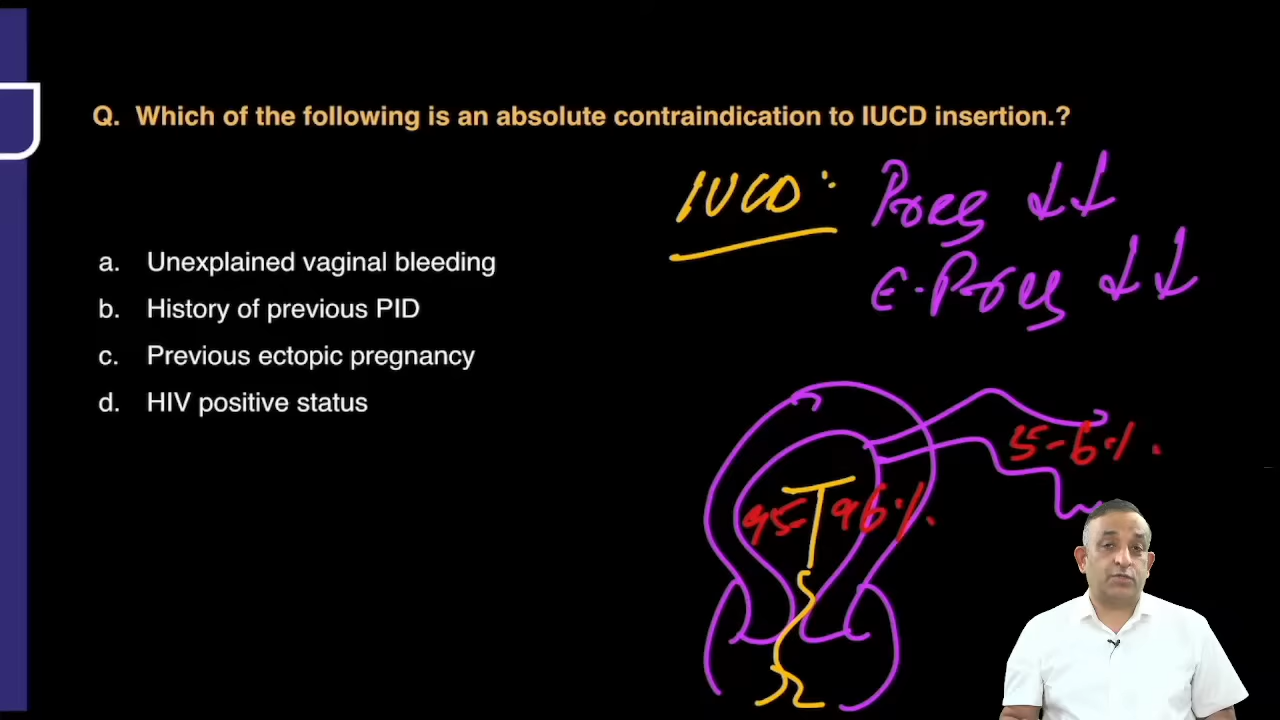 Q. Which of the following is an absolute contraindication to IUCD insertion.?
IUCD :
Preg ↓↓
E. Preg ↓↓
a. Unexplained vaginal bleeding
b. History of previous PID
c. Previous ectopic pregnancy
d. HIV positive status
5-6%.
95-96%.